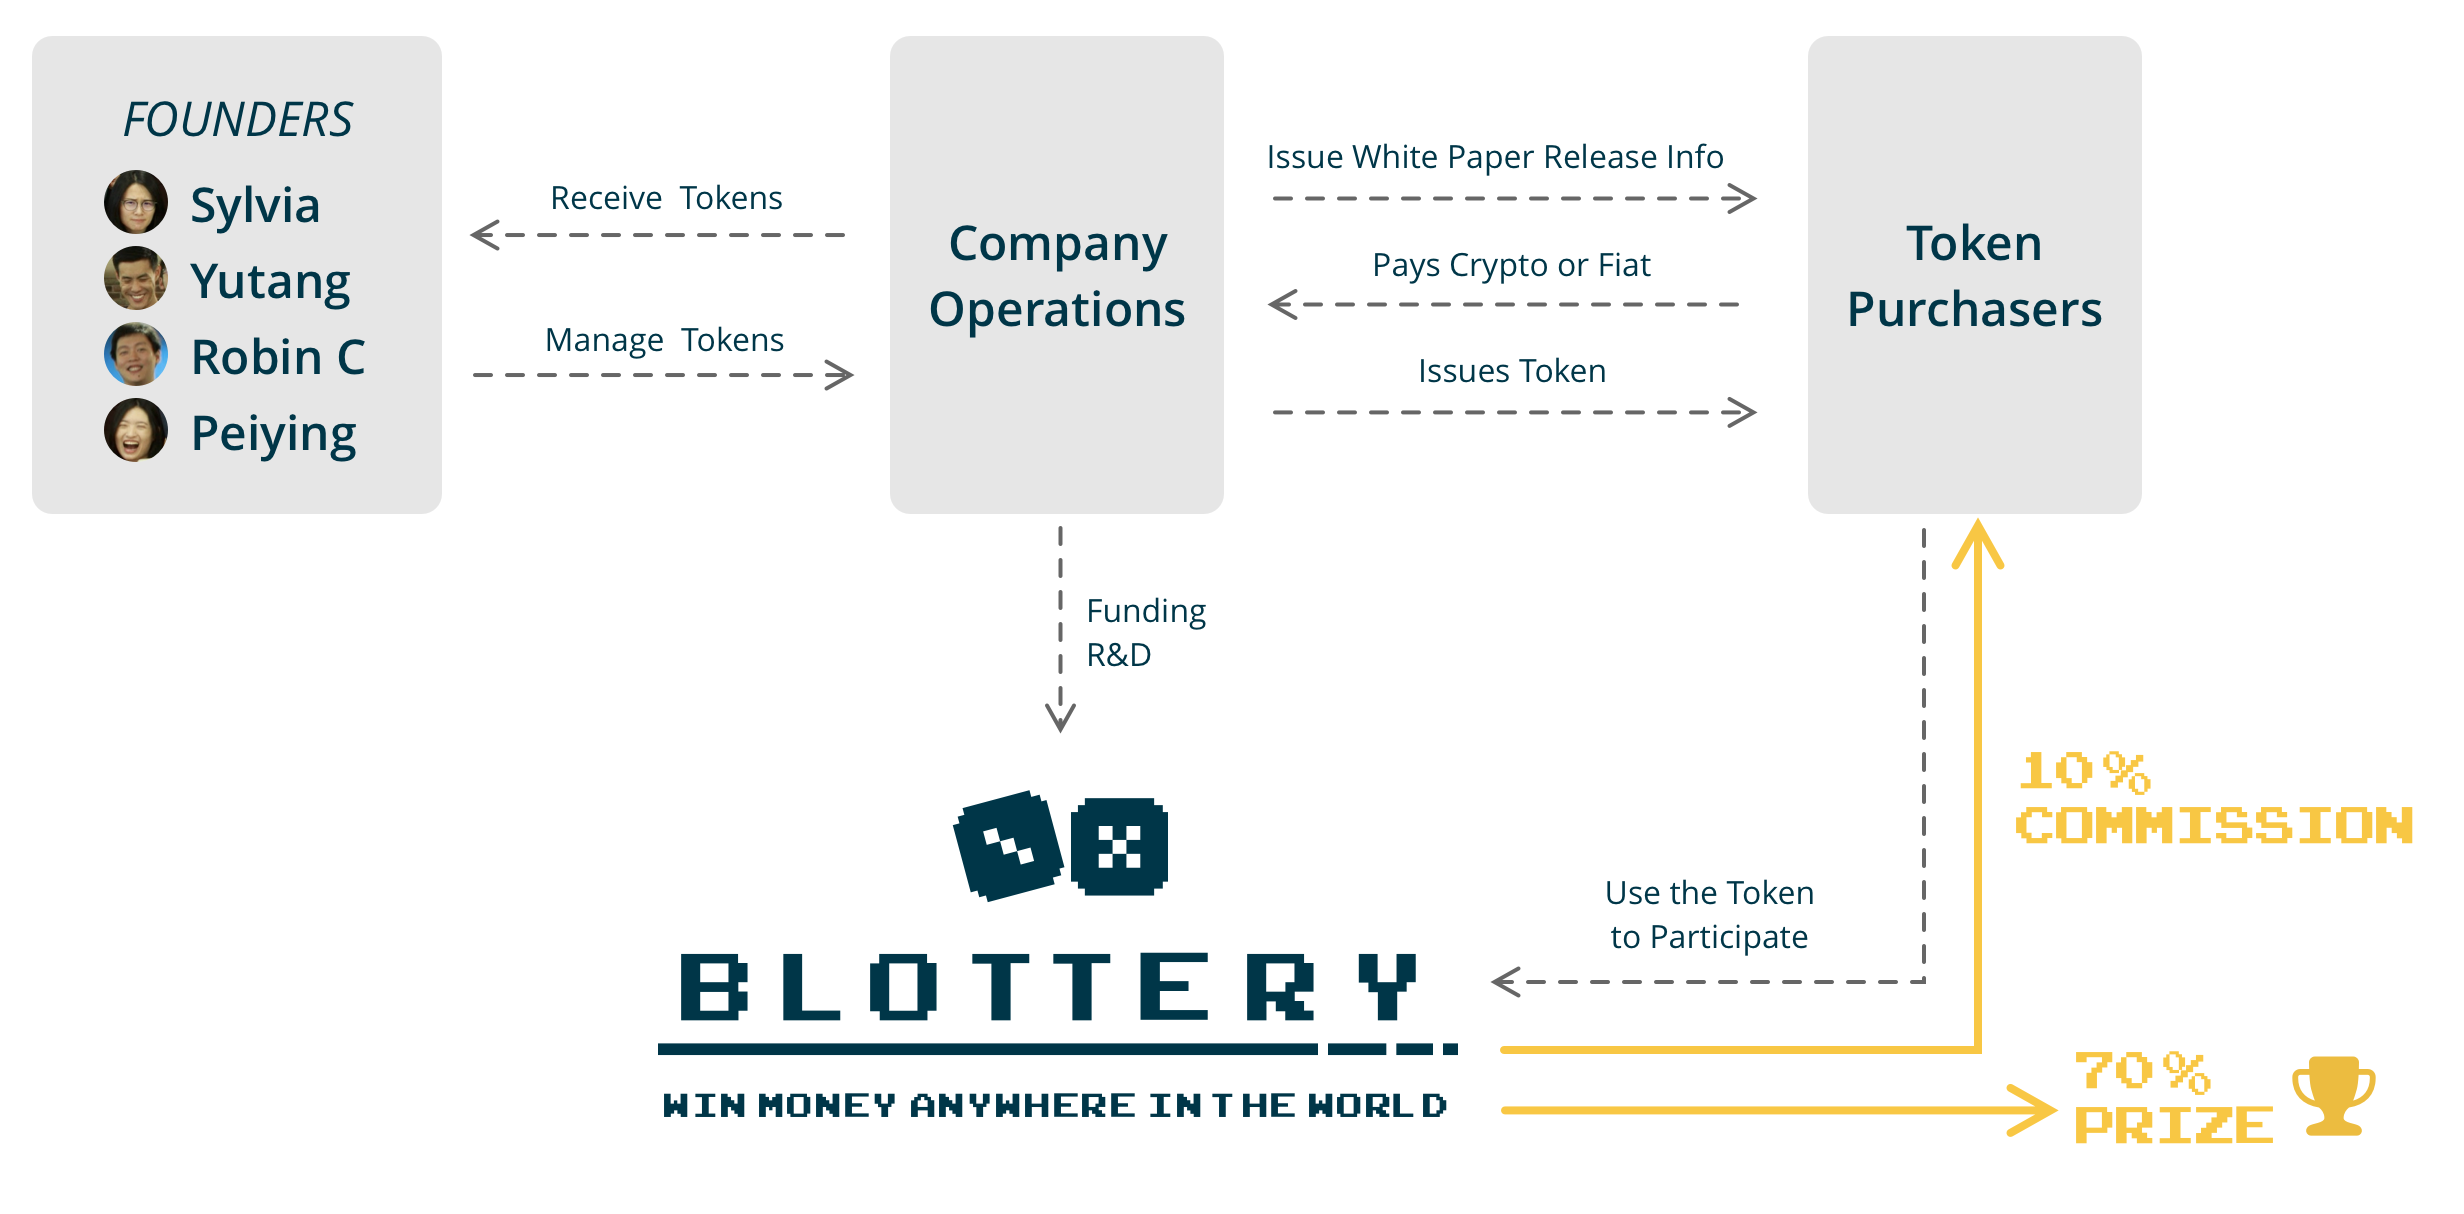 FOUNDERS
Sylvia
Yutang
Robin C
Peiying
Receive Tokens
Manage Tokens
Company
Operations
Issue White Paper Release Info
Pays Crypto or Fiat
Issues Token
Token
Purchasers
Funding
R&D
10%
COMMISSION
Use the Token
to Participate
BLOTTERY
WIN MONEY ANYWHERE IN THE WORLD
70%
PRIZE